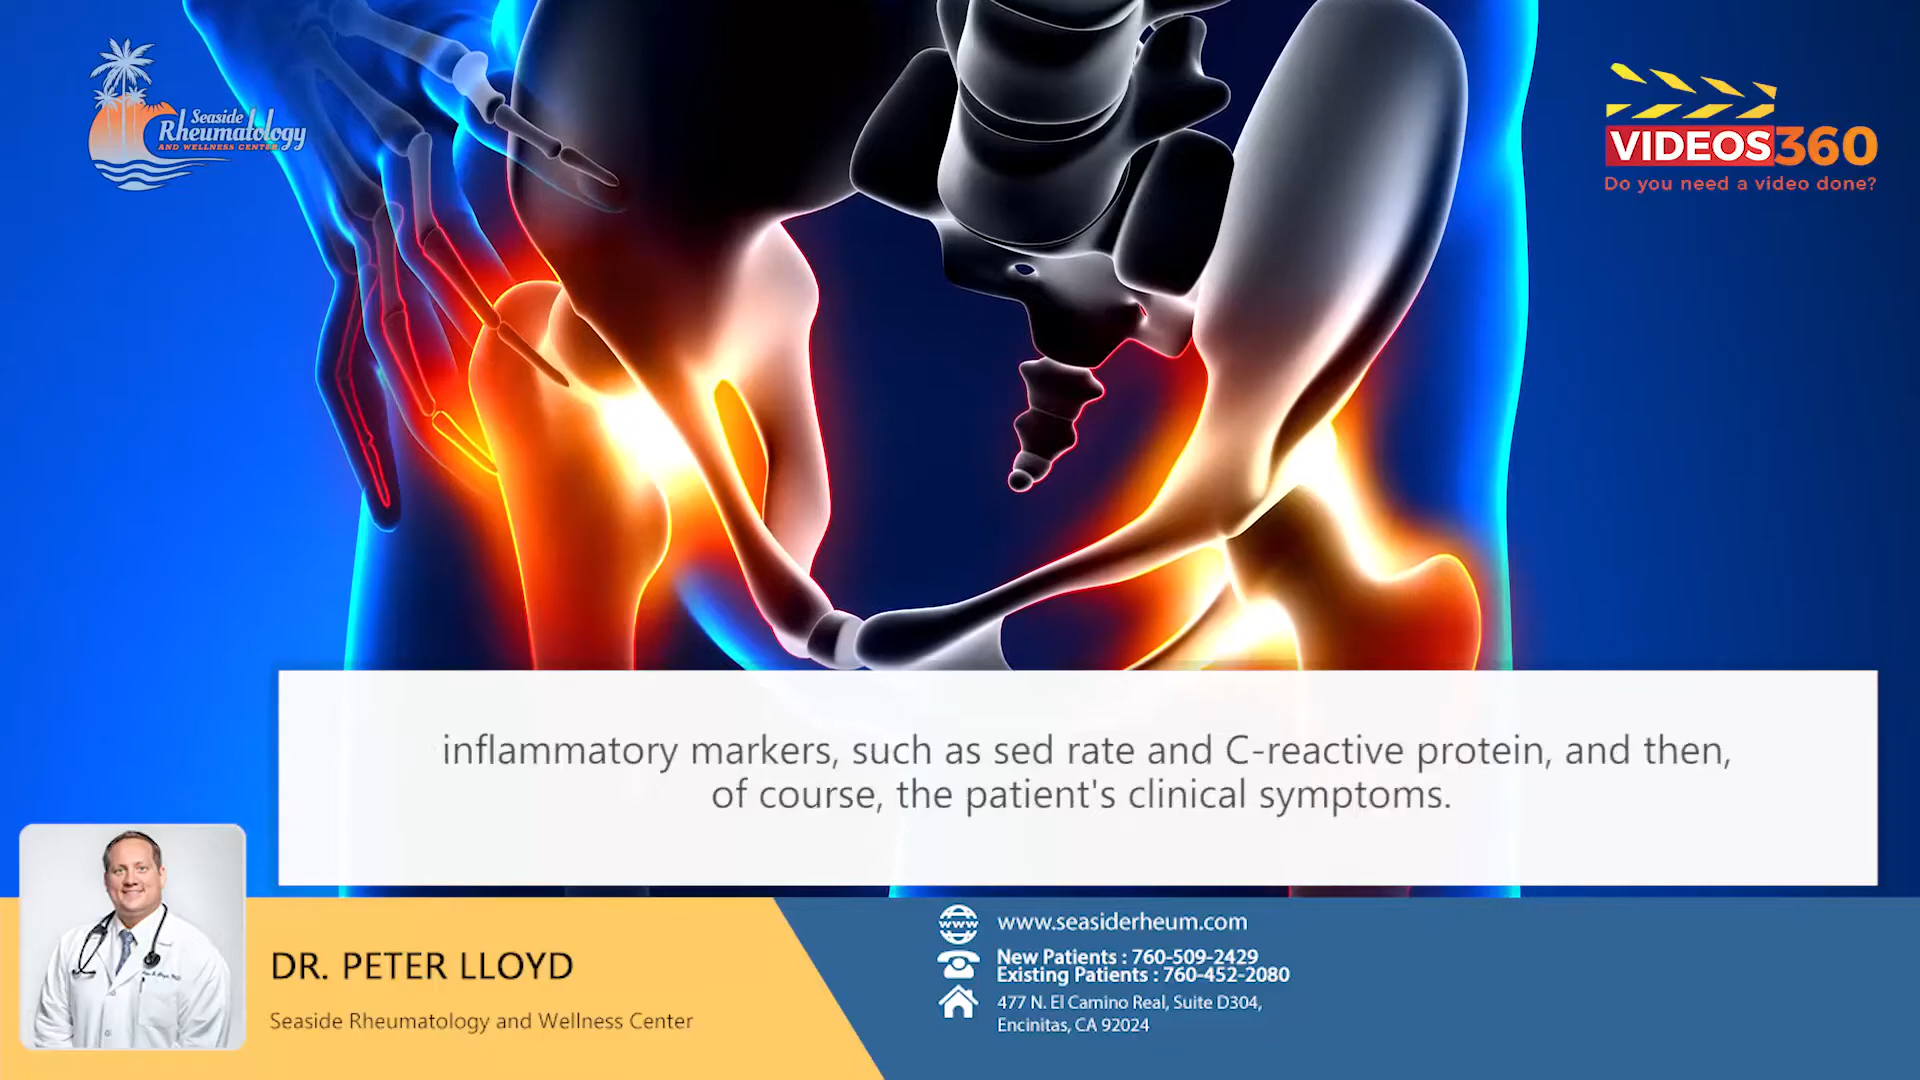 Seaside
Rheumatology
AND WELLNESS CENTER
VIDEOS360
Do you need a video done?
inflammatory markers, such as sed rate and C-reactive protein, and then,
of course, the patient's clinical symptoms.
DR. PETER LLOYD
Seaside Rheumatology and Wellness Center
www
www.seasiderheum.com
New Patients : 760-509-2429
Existing Patients : 760-452-2080
477 N. El Camino Real, Suite D304,
Encinitas, CA 92024